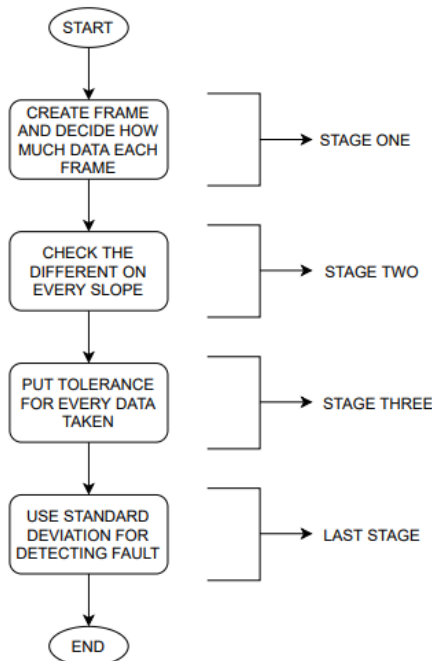 START
CREATE FRAME
AND DECIDE HOW
MUCH DATA EACH
FRAME
STAGE ONE
CHECK THE
DIFFERENT ON
EVERY SLOPE
STAGE TWO
PUT TOLERANCE
FOR EVERY DATA
TAKEN
STAGE THREE
USE STANDARD
DEVIATION FOR
DETECTING FAULT
LAST STAGE
END